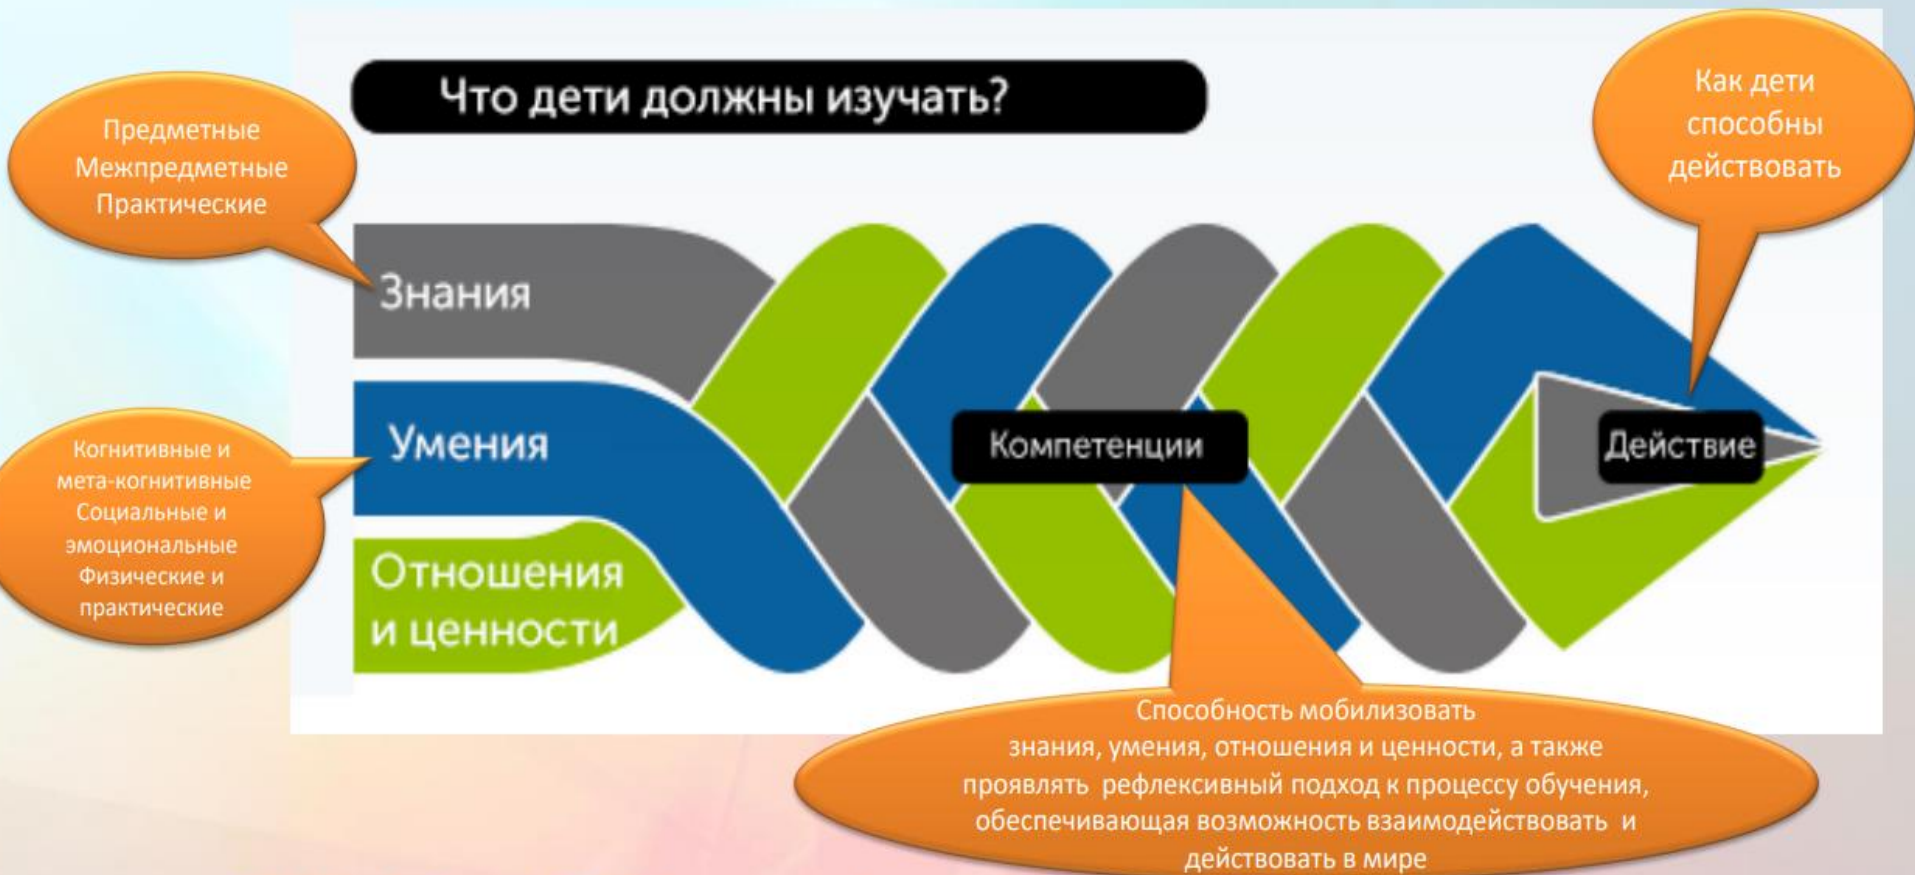 Что дети должны изучать?
Предметные
Межпредметные
Практические
Как дети
способны
действовать
Знания
Умения
Отношения
и ценности
Когнитивные и
мета-когнитивные
Социальные и
эмоциональные
Физические и
практические
Компетенции
Действие
Способность мобилизовать
знания, умения, отношения и ценности, а также
проявлять рефлексивный подход к процессу обучения,
обеспечивающая возможность взаимодействовать и
действовать в мире